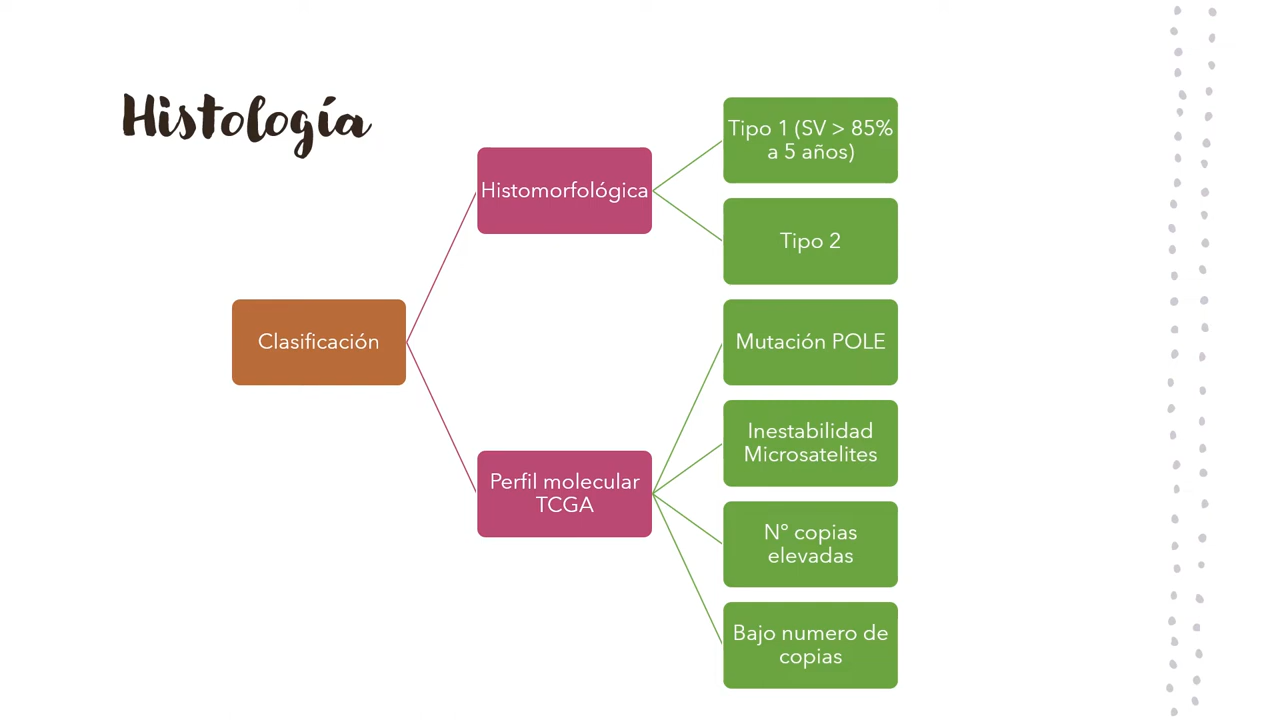 Histología
Clasificación
Histomorfológica
Tipo 1 (SV > 85%
a 5 años)
Tipo 2
Perfil molecular
TCGA
Mutación POLE
Inestabilidad
Microsatelites
Nº copias
elevadas
Bajo numero de
copias